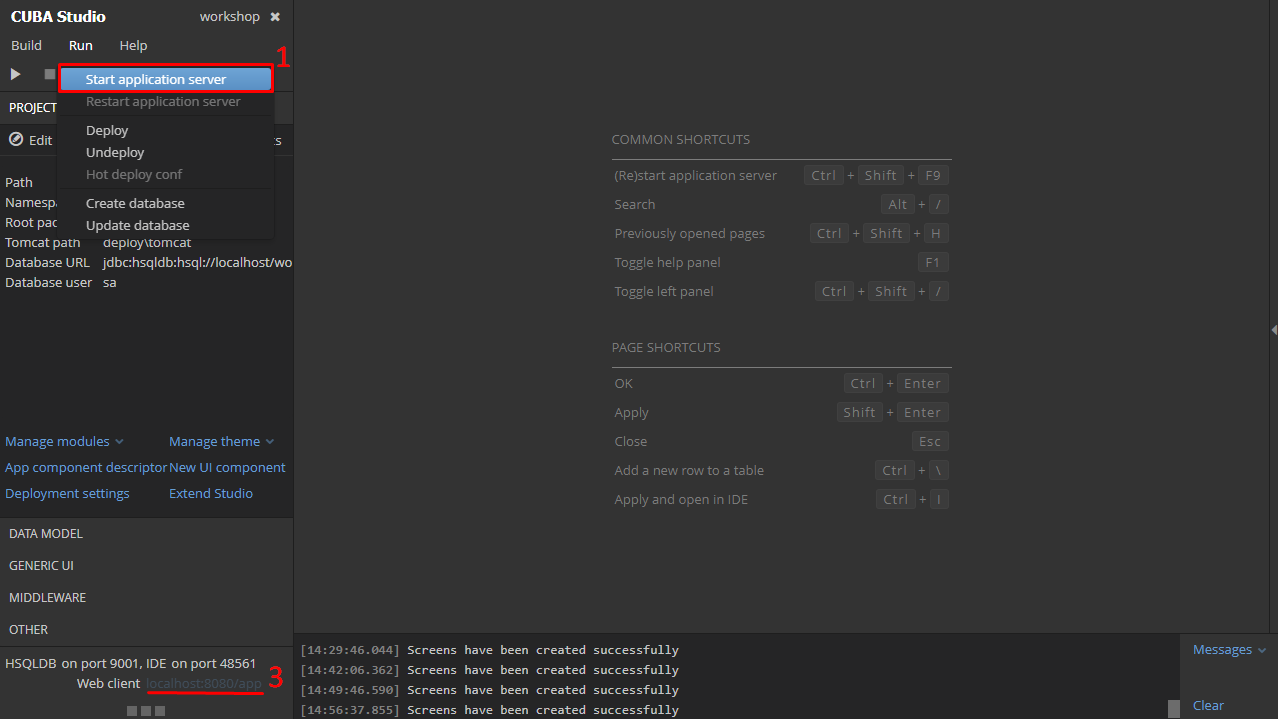 CUBA Studio workshop ✖
Build Run Help
1
Start application server
Restart application server
PROJECT
Edit
Deploy
Undeploy
Hot deploy conf
Create database
Update database
Path
Namespa
Root pac
Tomcat path deploy\tomcat
Database URL jdbc:hsqldb:hsql://localhost/wo
Database user sa
Manage modules Manage theme
App component descriptor New UI component
Deployment settings Extend Studio
DATA MODEL
GENERIC UI
MIDDLEWARE
OTHER
HSQLDB on port 9001, IDE on port 48561
Web client localhost:8080/app 3
COMMON SHORTCUTS
(Re)start application server Ctrl + Shift + F9
Search Alt + /
Previously opened pages Ctrl + Shift + H
Toggle help panel F1
Toggle left panel Ctrl + Shift + /
PAGE SHORTCUTS
OK Ctrl + Enter
Apply Shift + Enter
Close Esc
Add a new row to a table Ctrl + \
Apply and open in IDE Ctrl + I
[14:29:46.044] Screens have been created successfully
[14:42:06.362] Screens have been created successfully
[14:49:46.590] Screens have been created successfully
[14:56:37.855] Screens have been created successfully
Messages
Clear